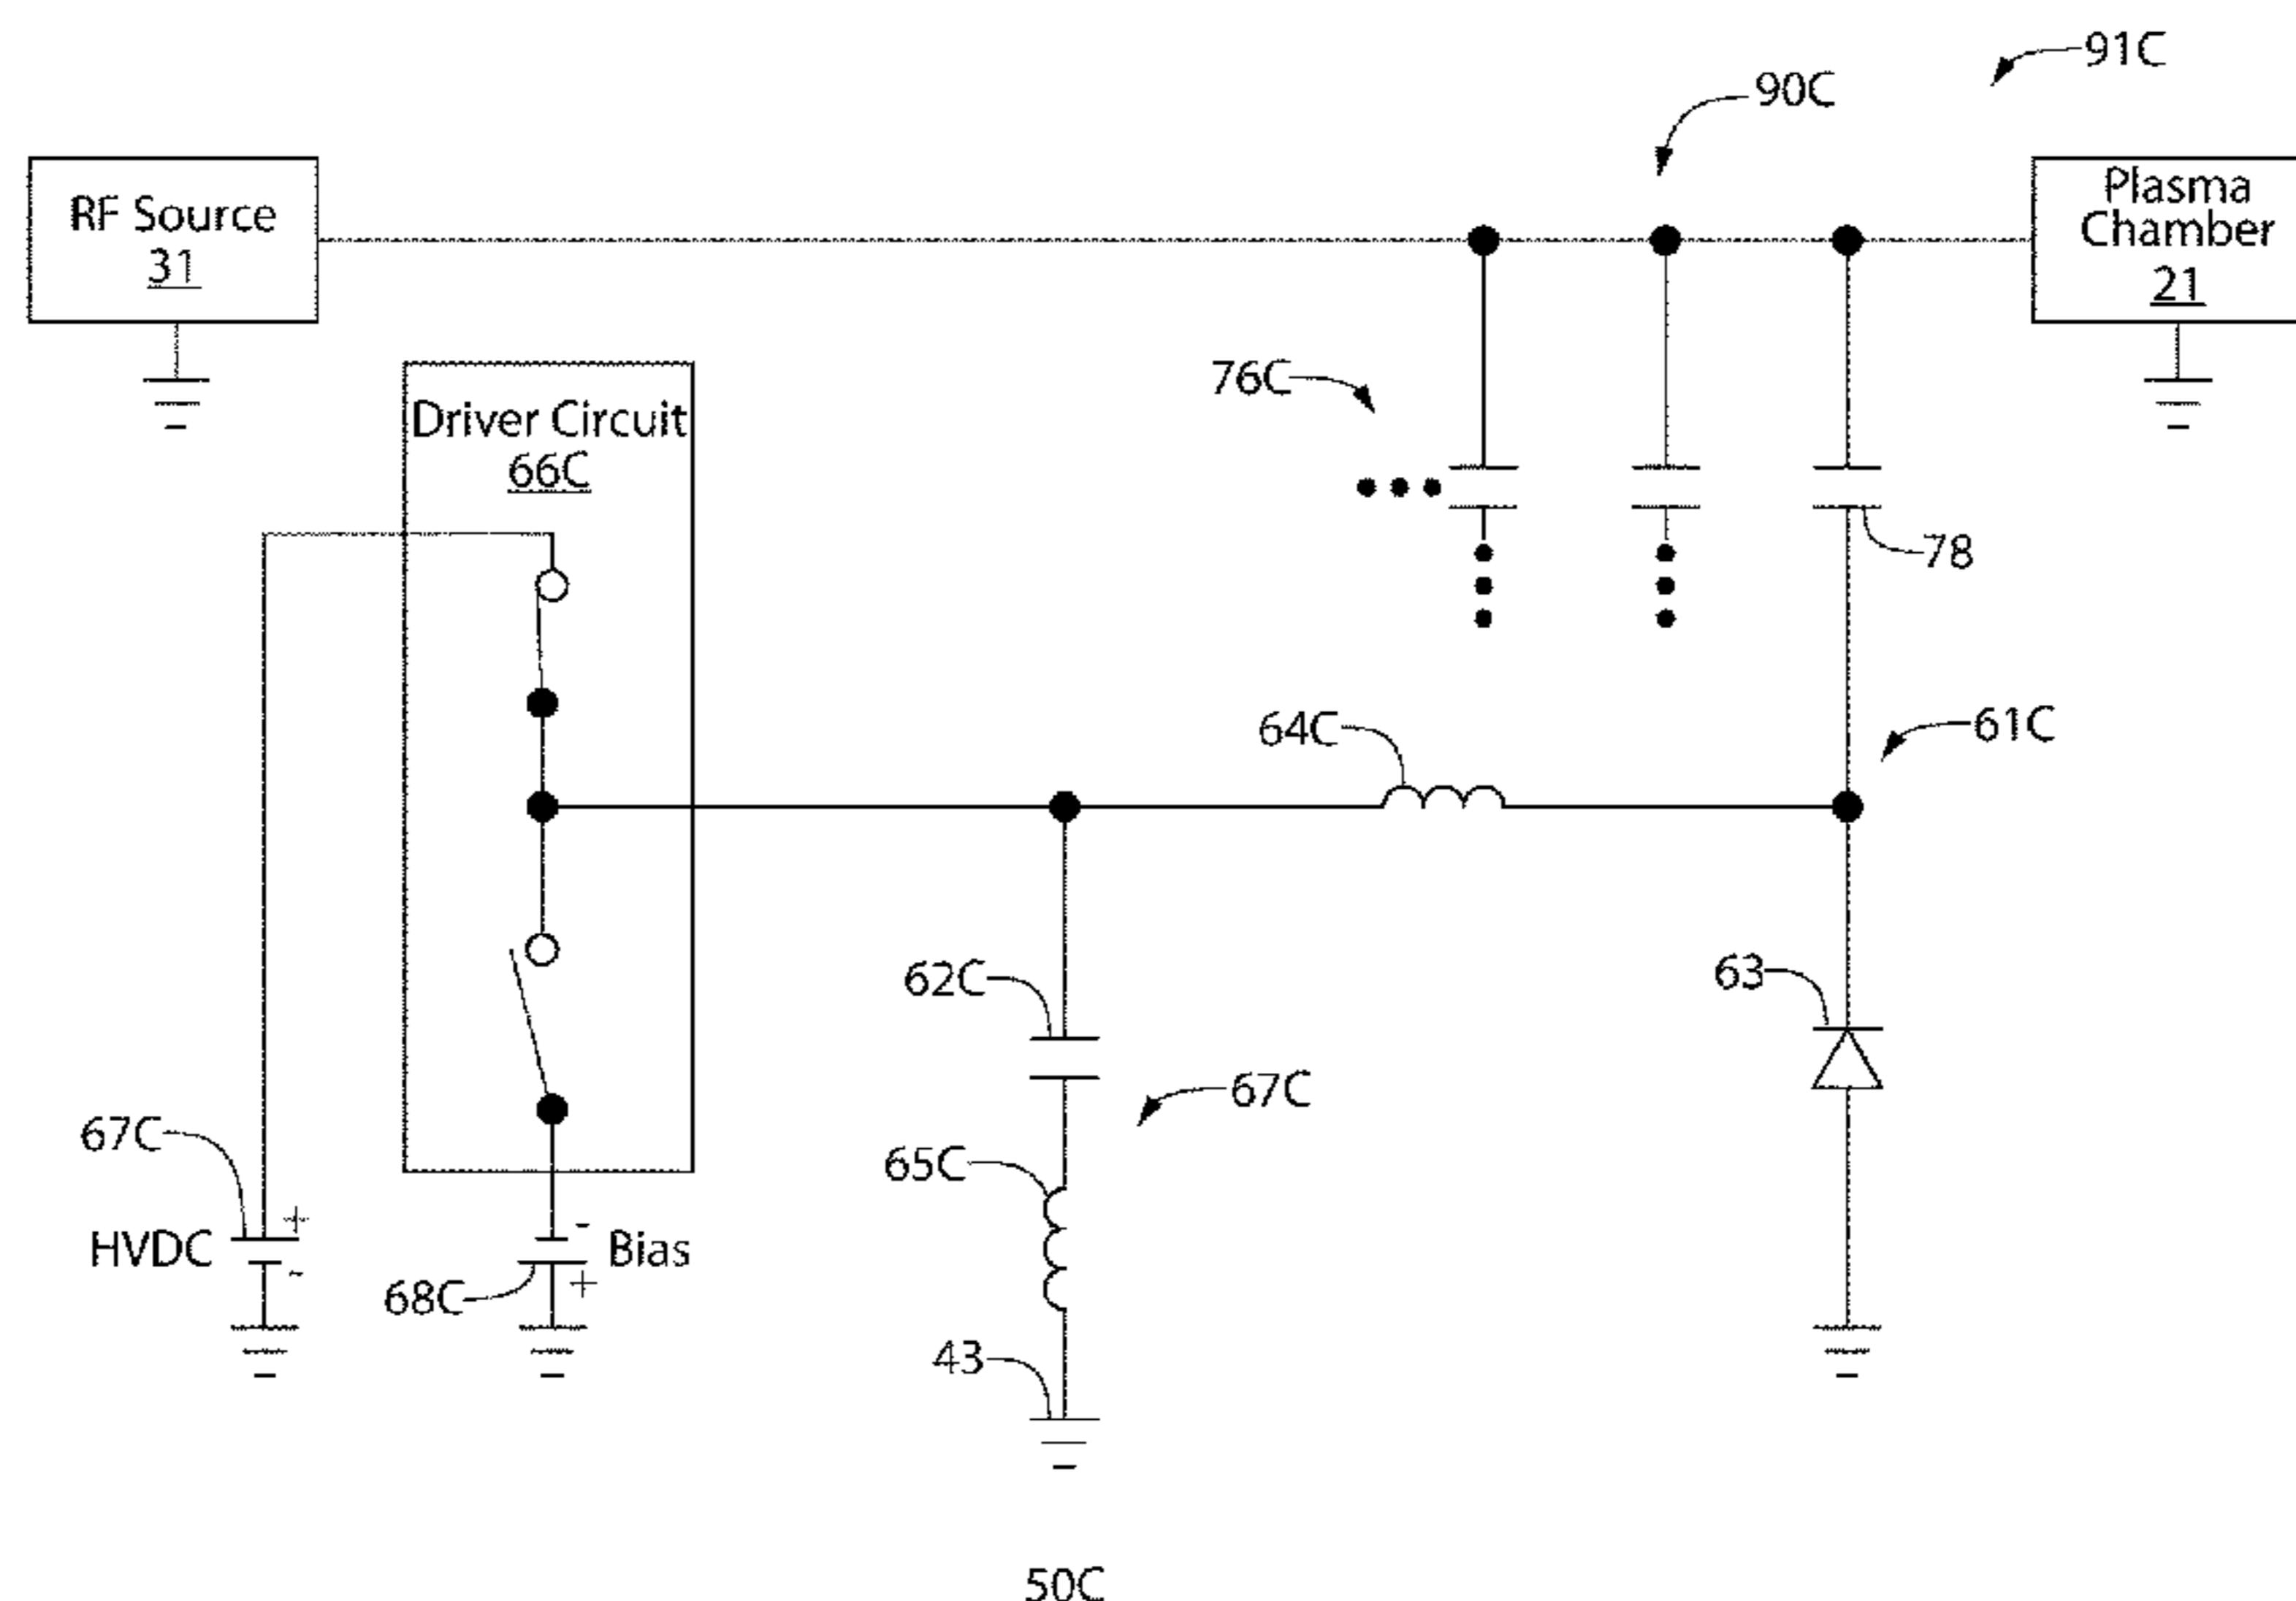 91C
90C
RF Source
31
Plasma
Chamber
21
76C
Driver Circuit
66C
78
64C
61C
62C
63
67C
67C
65C
HVDC
+
-
-
+
Bias
68C
43
50C